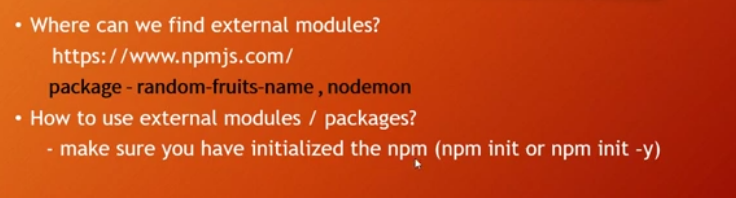 • Where can we find external modules?
https://www.npmjs.com/
package - random-fruits-name , nodemon
• How to use external modules / packages?
- make sure you have initialized the npm (npm init or npm init -y)